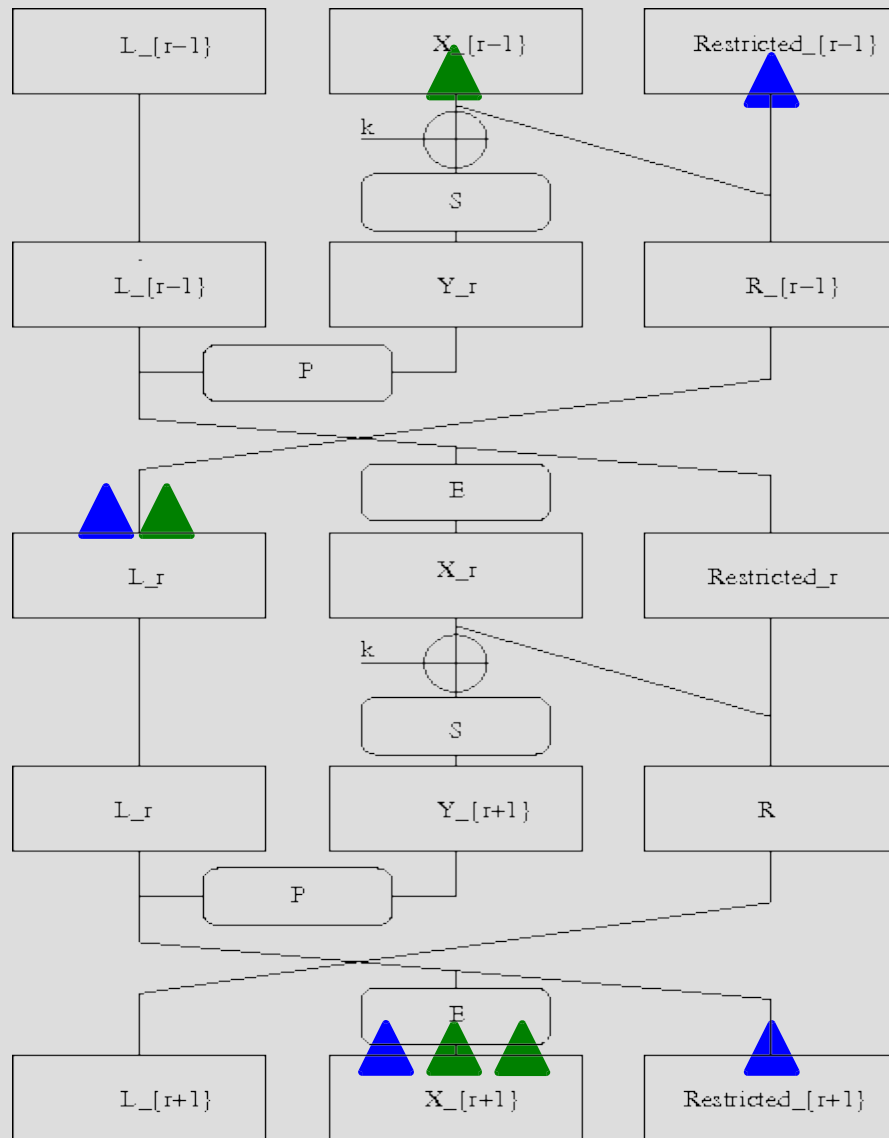 L_{r-1} X_{r-1} Restricted_{r-1}
k
S
L_{r-1} Y_r R_{r-1}
P
E
L_r X_r Restricted_r
k
S
L_r Y_{r+1} R
P
E
L_{r+1} X_{r+1} Restricted_{r+1}